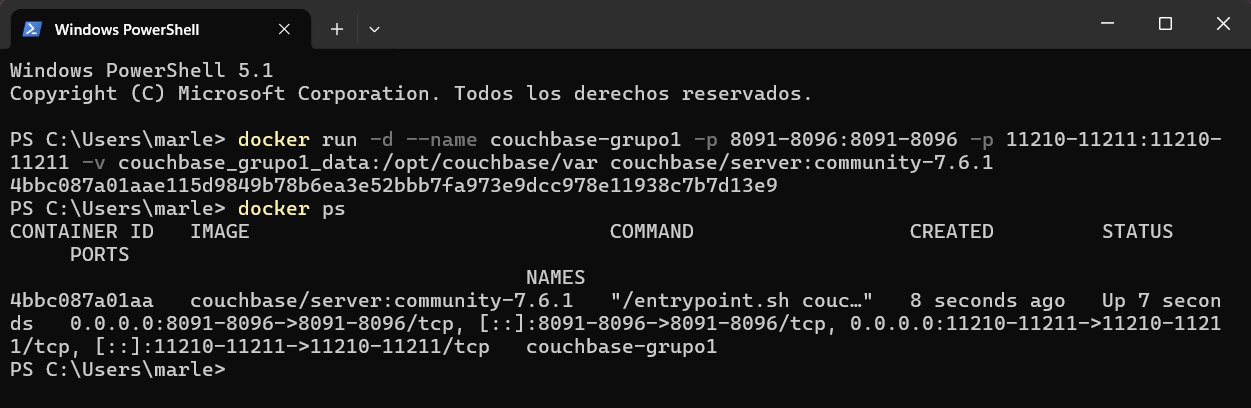 Windows PowerShell
Windows PowerShell 5.1
Copyright (C) Microsoft Corporation. Todos los derechos reservados.
PS C:\Users\marle> docker run -d --name couchbase-grupo1 -p 8091-8096:8091-8096 -p 11210-11211:11210-
11211 -v couchbase_grupo1_data:/opt/couchbase/var couchbase/server:community-7.6.1
4bbc087a01aae115d9849b78b6ea3e52bbb7fa973e9dcc978e11938c7b7d13e9
PS C:\Users\marle> docker ps
CONTAINER ID   IMAGE                              COMMAND                  CREATED         STATUS
     PORTS
                                           NAMES
4bbc087a01aa   couchbase/server:community-7.6.1   "/entrypoint.sh couc…"   8 seconds ago   Up 7 secon
ds   0.0.0.0:8091-8096->8091-8096/tcp, [::]:8091-8096->8091-8096/tcp, 0.0.0.0:11210-11211->11210-1121
1/tcp, [::]:11210-11211->11210-11211/tcp   couchbase-grupo1
PS C:\Users\marle>